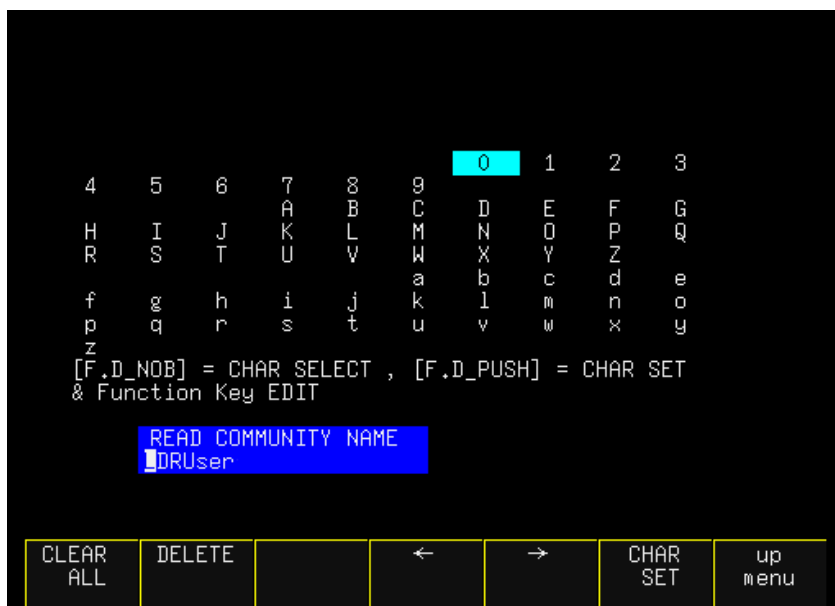 0 1 2 3
4 5 6 7 8 9
A B C D E F G
H I J K L M N O P Q
R S T U V W X Y Z
a b c d e
f g h i j k l m n o
p q r s t u v w x y
z
[F.D_NOB] = CHAR SELECT , [F.D_PUSH] = CHAR SET
& Function Key EDIT
READ COMMUNITY NAME
DRUser
CLEAR ALL DELETE ← → CHAR SET up menu